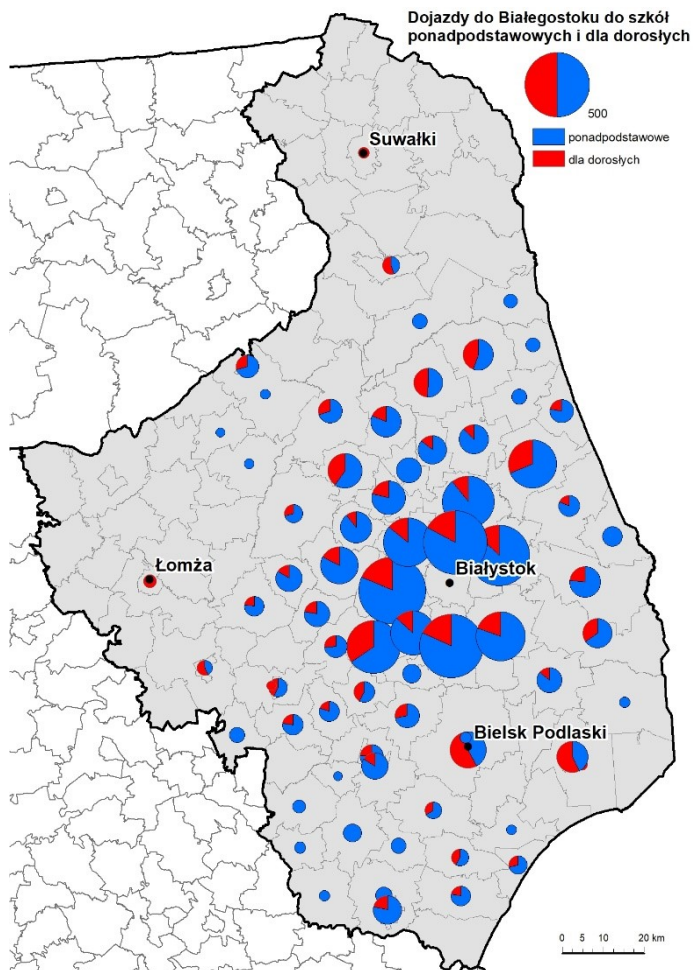 Dojazdy do Białegostoku do szkół
ponadpodstawowych i dla dorosłych
500
ponadpodstawowe
dla dorosłych
Suwałki
Łomża
Białystok
Bielsk Podlaski
0 5 10 20 km